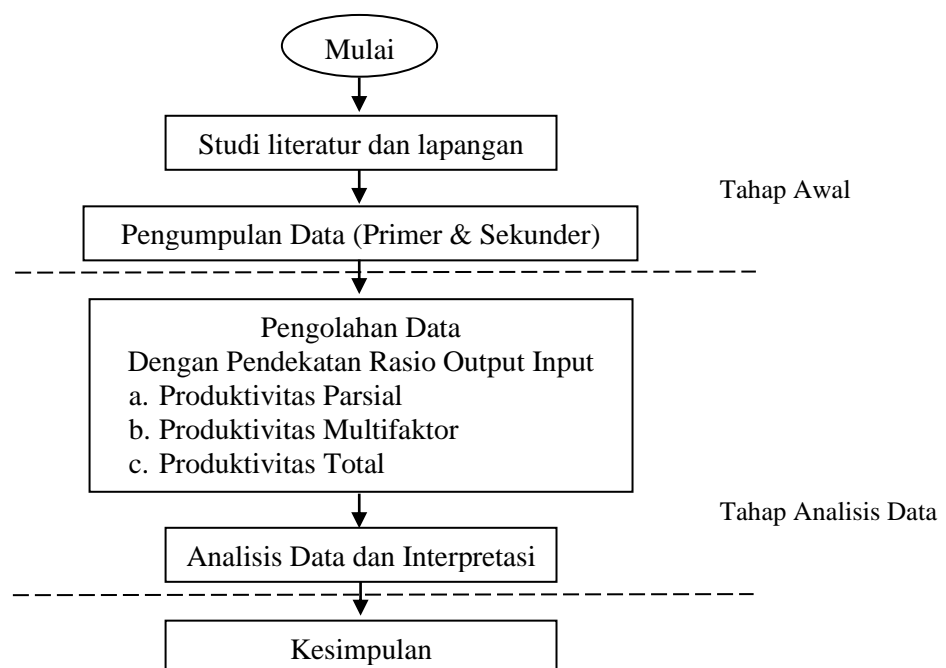 Mulai
Studi literatur dan lapangan
Tahap Awal
Pengumpulan Data (Primer & Sekunder)
Pengolahan Data
Dengan Pendekatan Rasio Output Input
a. Produktivitas Parsial
b. Produktivitas Multifaktor
c. Produktivitas Total
Tahap Analisis Data
Analisis Data dan Interpretasi
Kesimpulan